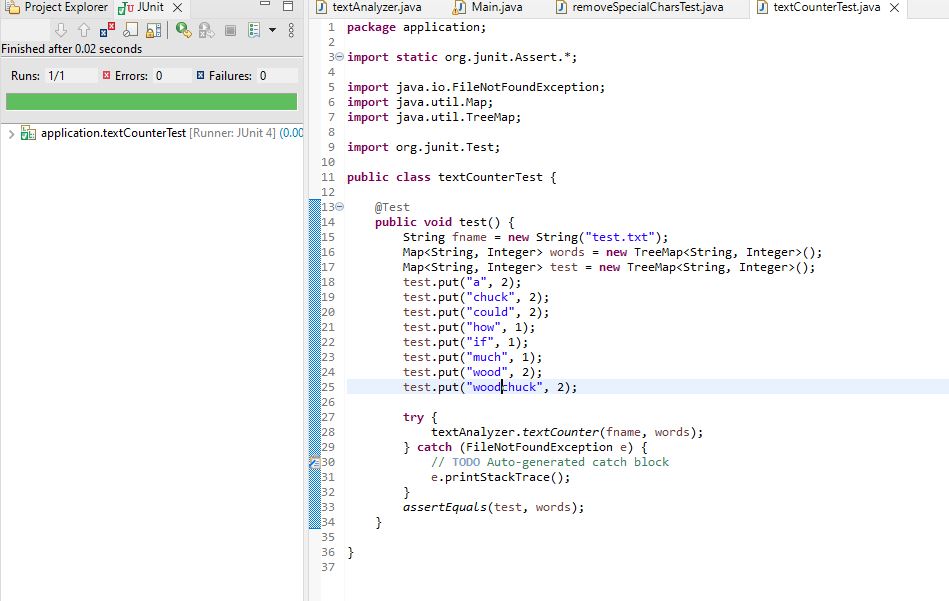 Project Explorer JUnit
Finished after 0.02 seconds
Runs: 1/1 Errors: 0 Failures: 0
application.textCounterTest [Runner: JUnit 4] (0.00
textAnalyzer.java Main.java removeSpecialCharsTest.java textCounterTest.java
1 package application;
2
3 import static org.junit.Assert.*;
4
5 import java.io.FileNotFoundException;
6 import java.util.Map;
7 import java.util.TreeMap;
8
9 import org.junit.Test;
10
11 public class textCounterTest {
12
13 @Test
14 public void test() {
15 String fname = new String("test.txt");
16 Map<String, Integer> words = new TreeMap<String, Integer>();
17 Map<String, Integer> test = new TreeMap<String, Integer>();
18 test.put("a", 2);
19 test.put("chuck", 2);
20 test.put("could", 2);
21 test.put("how", 1);
22 test.put("if", 1);
23 test.put("much", 1);
24 test.put("wood", 2);
25 test.put("woodchuck", 2);
26
27 try {
28 textAnalyzer.textCounter(fname, words);
29 } catch (FileNotFoundException e) {
30 // TODO Auto-generated catch block
31 e.printStackTrace();
32 }
33 assertEquals(test, words);
34 }
35
36 }
37